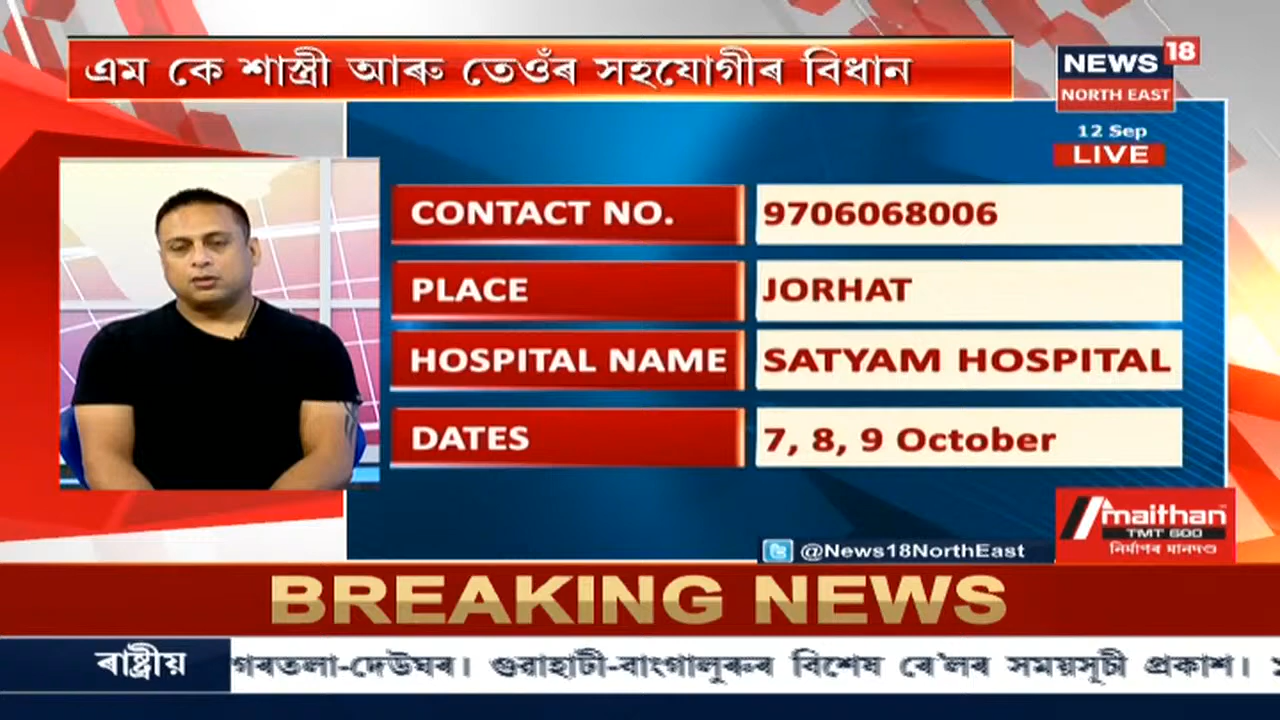 এম কে শাস্ত্ৰী আৰু তেওঁৰ সহযোগীৰ বিধান
NEWS 18
NORTH EAST
12 Sep
LIVE
CONTACT NO. 9706068006
PLACE JORHAT
HOSPITAL NAME SATYAM HOSPITAL
DATES 7, 8, 9 October
maithan
TMT 600
নিৰ্মাণৰ মানদণ্ড
@News18NorthEast
BREAKING NEWS
ৰাষ্ট্ৰীয় গৰতলা-দেউঘৰ। গুৱাহাটী-বাংগালুৰুৰ বিশেষ ৰে'লৰ সময়সূচী প্ৰকাশ।